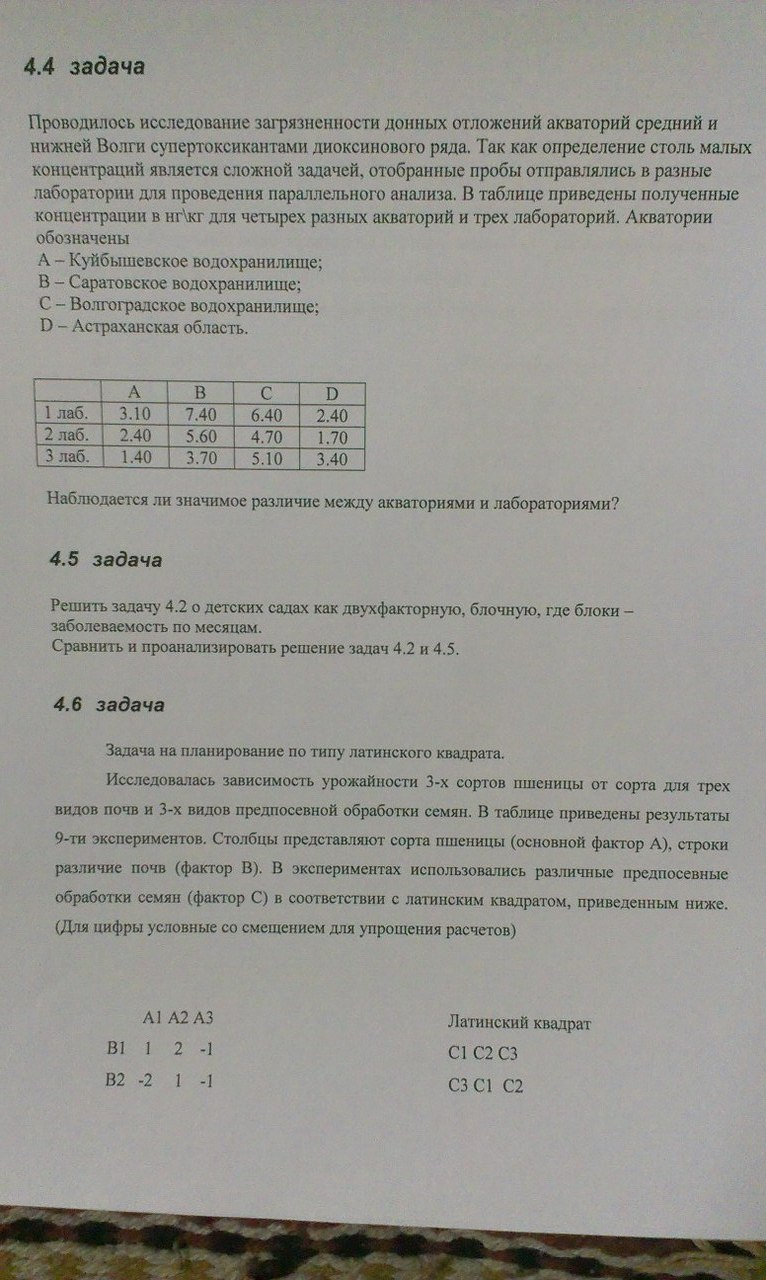 4.4 задача
Проводилось исследование загрязненности донных отложений акваторий средний и
нижней Волги супертоксикантами диоксинового ряда. Так как определение столь малых
концентраций является сложной задачей, отобранные пробы отправлялись в разные
лаборатории для проведения параллельного анализа. В таблице приведены полученные
концентрации в нг\кг для четырех разных акваторий и трех лабораторий. Акватории
обозначены
A – Куйбышевское водохранилище;
B – Саратовское водохранилище;
C – Волгоградское водохранилище;
D – Астраханская область.
A B C D
1 лаб. 3.10 7.40 6.40 2.40
2 лаб. 2.40 5.60 4.70 1.70
3 лаб. 1.40 3.70 5.10 3.40
Наблюдается ли значимое различие между акваториями и лабораториями?
4.5 задача
Решить задачу 4.2 о детских садах как двухфакторную, блочную, где блоки –
заболеваемость по месяцам.
Сравнить и проанализировать решение задач 4.2 и 4.5.
4.6 задача
Задача на планирование по типу латинского квадрата.
Исследовалась зависимость урожайности 3-х сортов пшеницы от сорта для трех
видов почв и 3-х видов предпосевной обработки семян. В таблице приведены результаты
9-ти экспериментов. Столбцы представляют сорта пшеницы (основной фактор А), строки
различие почв (фактор В). В экспериментах использовались различные предпосевные
обработки семян (фактор С) в соответствии с латинским квадратом, приведенным ниже.
(Для цифры условные со смещением для упрощения расчетов)
A1 A2 A3 Латинский квадрат
B1 1 2 -1 C1 C2 C3
B2 -2 1 -1 C3 C1 C2